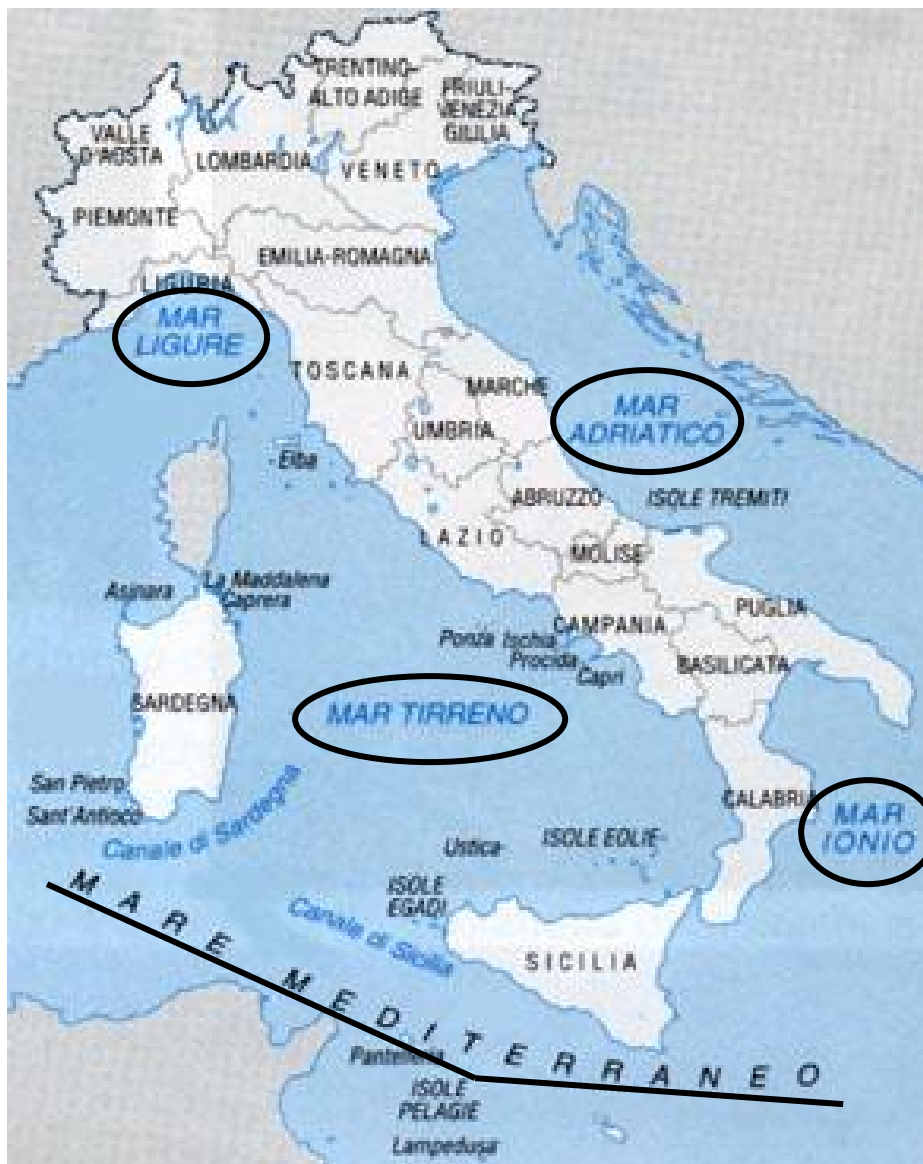 TRENTINO-
ALTO ADIGE
FRIULI-
VENEZIA
GIULIA
VALLE
D'AOSTA
LOMBARDIA
VENETO
PIEMONTE
EMILIA-ROMAGNA
LIGURIA
MAR
LIGURE
TOSCANA
MARCHE
MAR
ADRIATICO
UMBRIA
Elba
ABRUZZO
ISOLE TREMITI
LAZIO
MOLISE
La Maddalena
Asinara
Caprera
PUGLIA
CAMPANIA
Ponza Ischia
Procida
Capri
BASILICATA
SARDEGNA
MAR TIRRENO
San Pietro
Sant'Antioco
Canale di Sardegna
CALABRIA
MAR
IONIO
Ustica
ISOLE EOLIE
ISOLE
EGADI
Canale di Sicilia
SICILIA
MARE MEDITERRANEO
Pantelleria
ISOLE
PELAGIE
Lampedusa